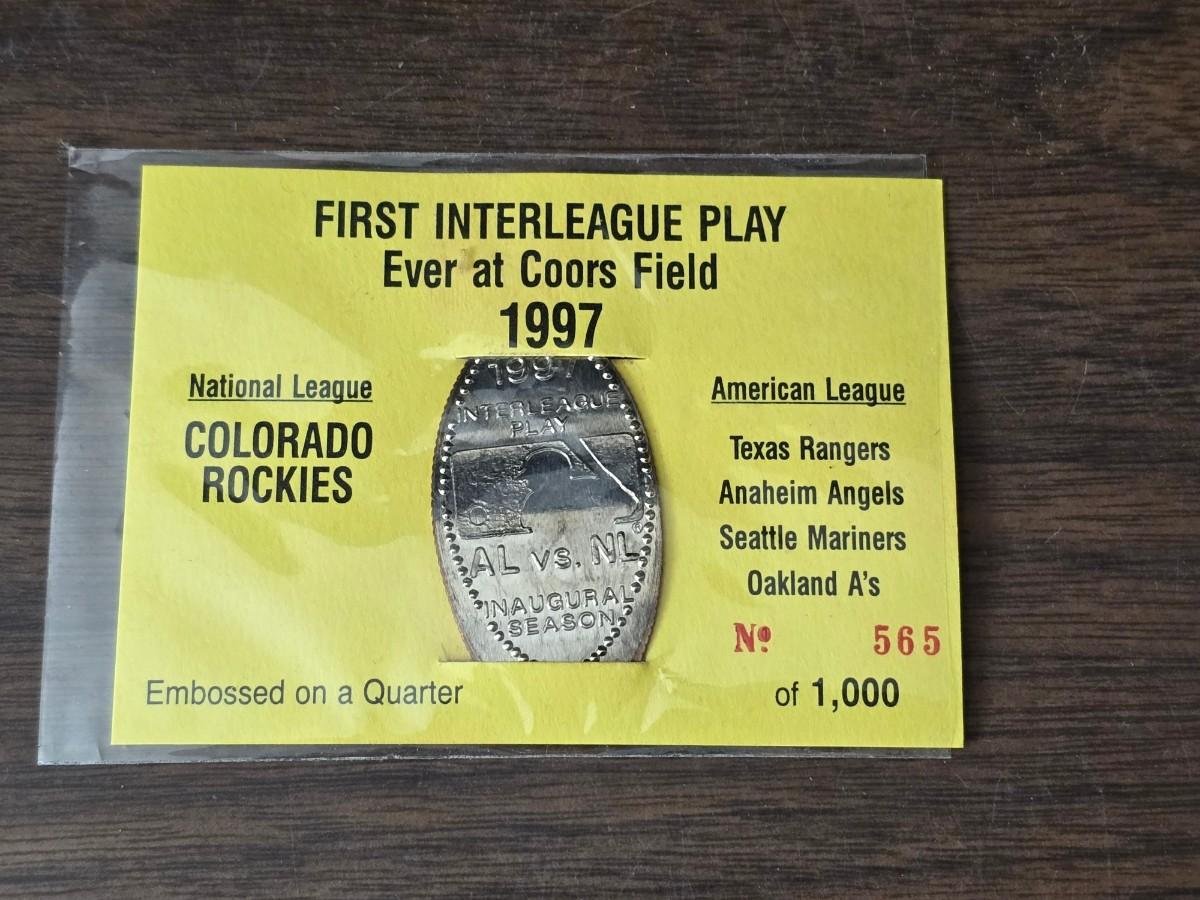 FIRST INTERLEAGUE PLAY
Ever at Coors Field
1997
National League
COLORADO
ROCKIES
1997
INTERLEAGUE
PLAY
AL vs. NL
INAUGURAL
SEASON
American League
Texas Rangers
Anaheim Angels
Seattle Mariners
Oakland A's
Nº 565
Embossed on a Quarter
of 1,000